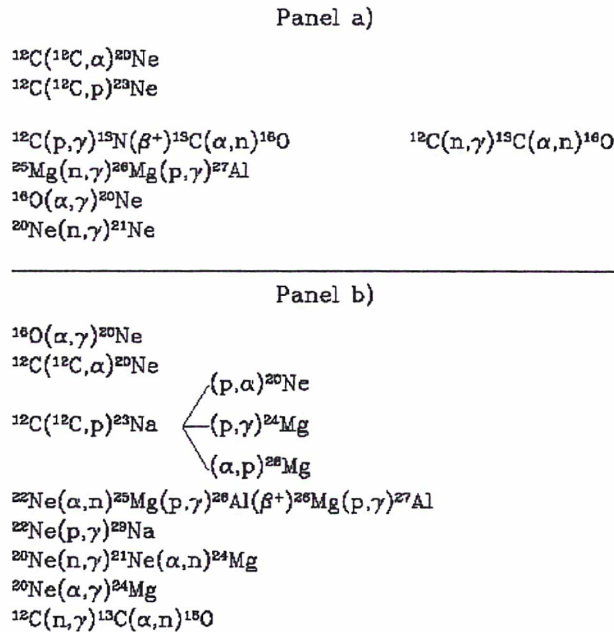 Panel a)
¹²C(¹²C,α)²⁰Ne
¹²C(¹²C,p)²³Ne
¹²C(p,γ)¹³N(β⁺)¹³C(α,n)¹⁶O ¹²C(n,γ)¹³C(α,n)¹⁶O
²⁵Mg(n,γ)²⁶Mg(p,γ)²⁷Al
¹⁶O(α,γ)²⁰Ne
²⁰Ne(n,γ)²¹Ne
Panel b)
¹⁶O(α,γ)²⁰Ne
¹²C(¹²C,α)²⁰Ne
(p,α)²⁰Ne
¹²C(¹²C,p)²³Na (p,γ)²⁴Mg
(α,p)²⁶Mg
²²Ne(α,n)²⁵Mg(p,γ)²⁶Al(β⁺)²⁶Mg(p,γ)²⁷Al
²²Ne(p,γ)²³Na
²⁰Ne(n,γ)²¹Ne(α,n)²⁴Mg
²⁰Ne(α,γ)²⁴Mg
¹²C(n,γ)¹³C(α,n)¹⁶O